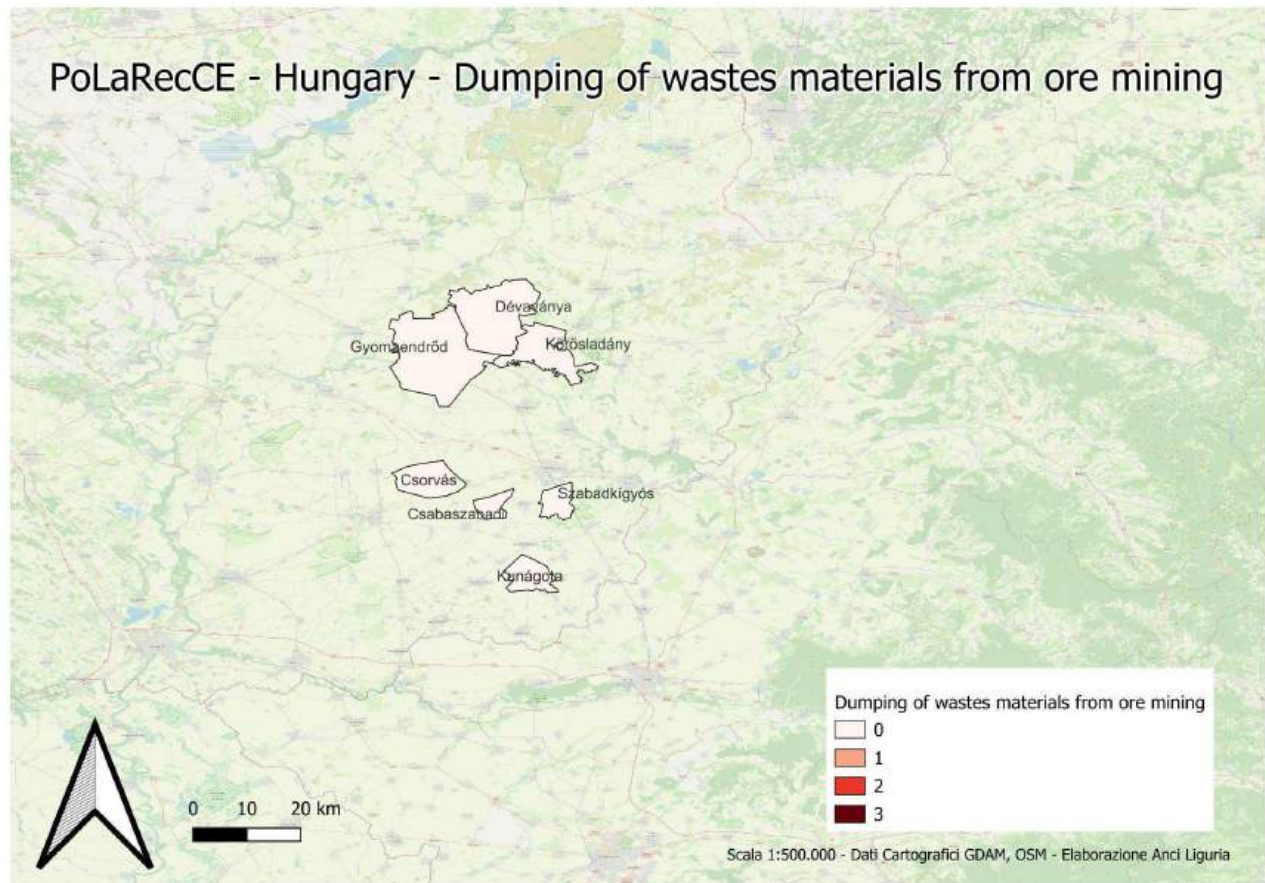 PoLaRecCE - Hungary - Dumping of wastes materials from ore mining
Dévaványa
Gyomaendrőd
Körösladány
Csorvás
Szabadkígyós
Csabaszabadi
Kunágota
Dumping of wastes materials from ore mining
0
1
2
3
0 10 20 km
Scala 1:500.000 - Dati Cartografici GDAM, OSM - Elaborazione Anci Liguria